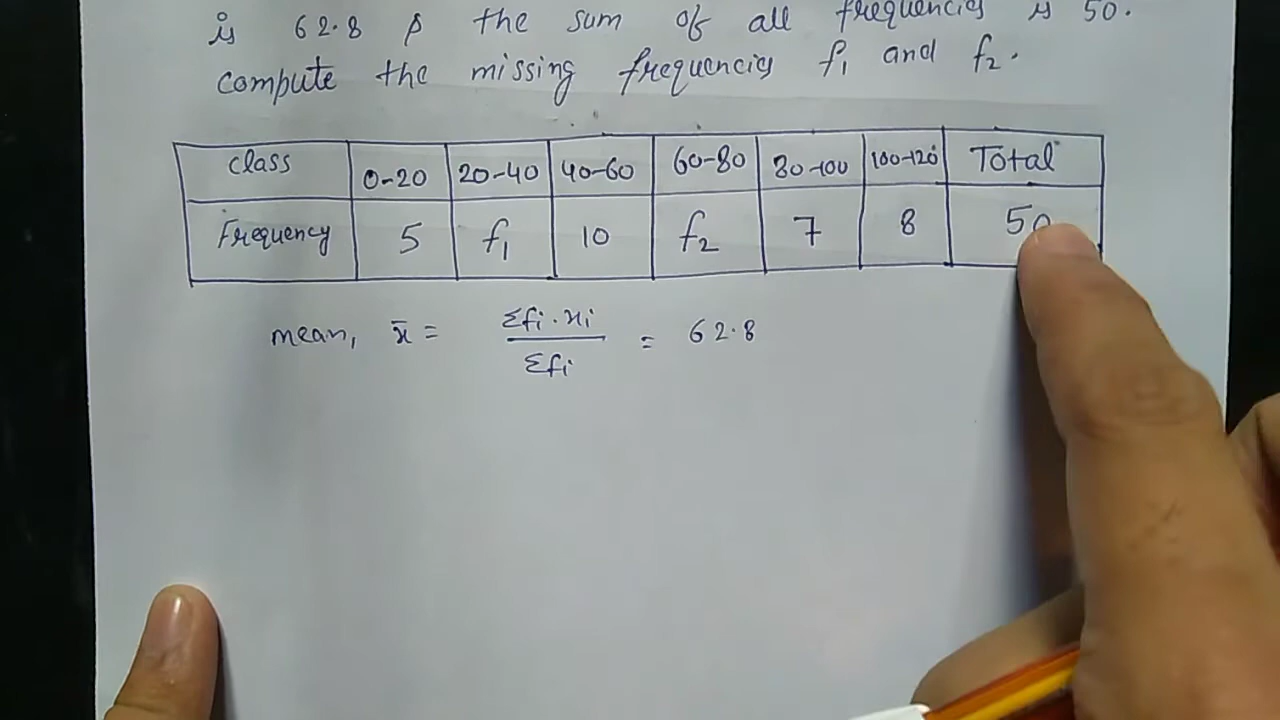 is 62.8 & the sum of all frequencies is 50.
compute the missing frequencies f₁ and f₂.
Class 0-20 20-40 40-60 60-80 80-100 100-120 Total
Frequency 5 f₁ 10 f₂ 7 8 50
mean, x̄ = Σfi·xi / Σfi = 62.8